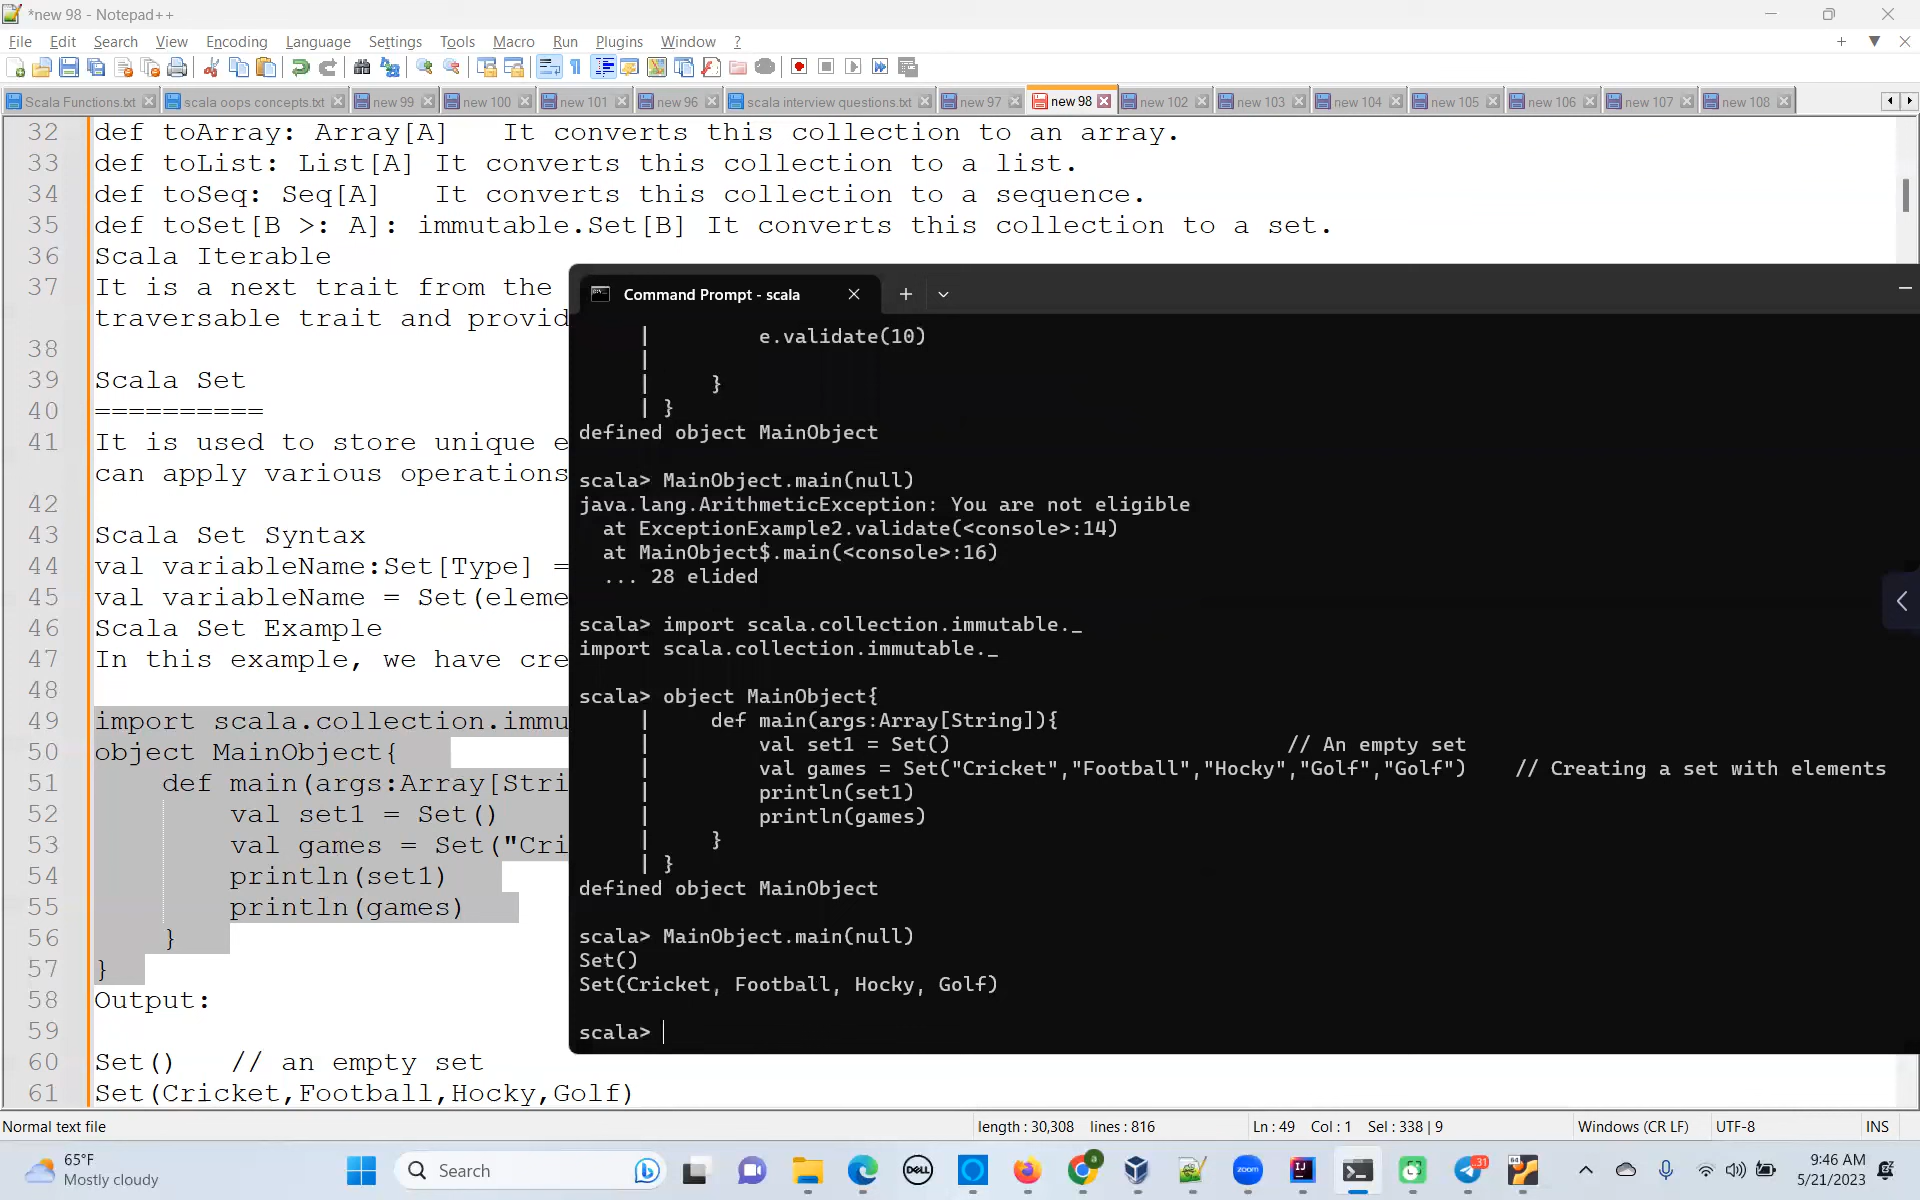 *new 98 - Notepad++
File Edit Search View Encoding Language Settings Tools Macro Run Plugins Window ?
Scala Functions.txt scala oops concepts.txt new 99 new 100 new 101 new 96 scala interview questions.txt new 97 new 98 new 102 new 103 new 104 new 105 new 106 new 107 new 108
32 def toArray: Array[A]   It converts this collection to an array.
33 def toList: List[A] It converts this collection to a list.
34 def toSeq: Seq[A]   It converts this collection to a sequence.
35 def toSet[B >: A]: immutable.Set[B] It converts this collection to a set.
36 Scala Iterable
37 It is a next trait from the
traversable trait and provid
38
39 Scala Set
40 ==========
41 It is used to store unique e
can apply various operations
42
43 Scala Set Syntax
44 val variableName:Set[Type] =
45 val variableName = Set(eleme
46 Scala Set Example
47 In this example, we have cre
48
49 import scala.collection.immu
50 object MainObject{
51     def main(args:Array[Stri
52         val set1 = Set()
53         val games = Set("Cri
54         println(set1)
55         println(games)
56     }
57 }
58 Output:
59
60 Set()   // an empty set
61 Set(Cricket,Football,Hocky,Golf)
Command Prompt - scala
     |         e.validate(10)
     |
     |     }
     | }
defined object MainObject
scala> MainObject.main(null)
java.lang.ArithmeticException: You are not eligible
  at ExceptionExample2.validate(<console>:14)
  at MainObject$.main(<console>:16)
  ... 28 elided
scala> import scala.collection.immutable._
import scala.collection.immutable._
scala> object MainObject{
     |     def main(args:Array[String]){
     |         val set1 = Set()                            // An empty set
     |         val games = Set("Cricket","Football","Hocky","Golf","Golf")    // Creating a set with elements
     |         println(set1)
     |         println(games)
     |     }
     | }
defined object MainObject
scala> MainObject.main(null)
Set()
Set(Cricket, Football, Hocky, Golf)
scala>
Normal text file length : 30,308 lines : 816 Ln : 49 Col : 1 Sel : 338 | 9 Windows (CR LF) UTF-8 INS
65°F
Mostly cloudy
Search
DELL
zoom
IJ
31
64
a
9:46 AM
5/21/2023